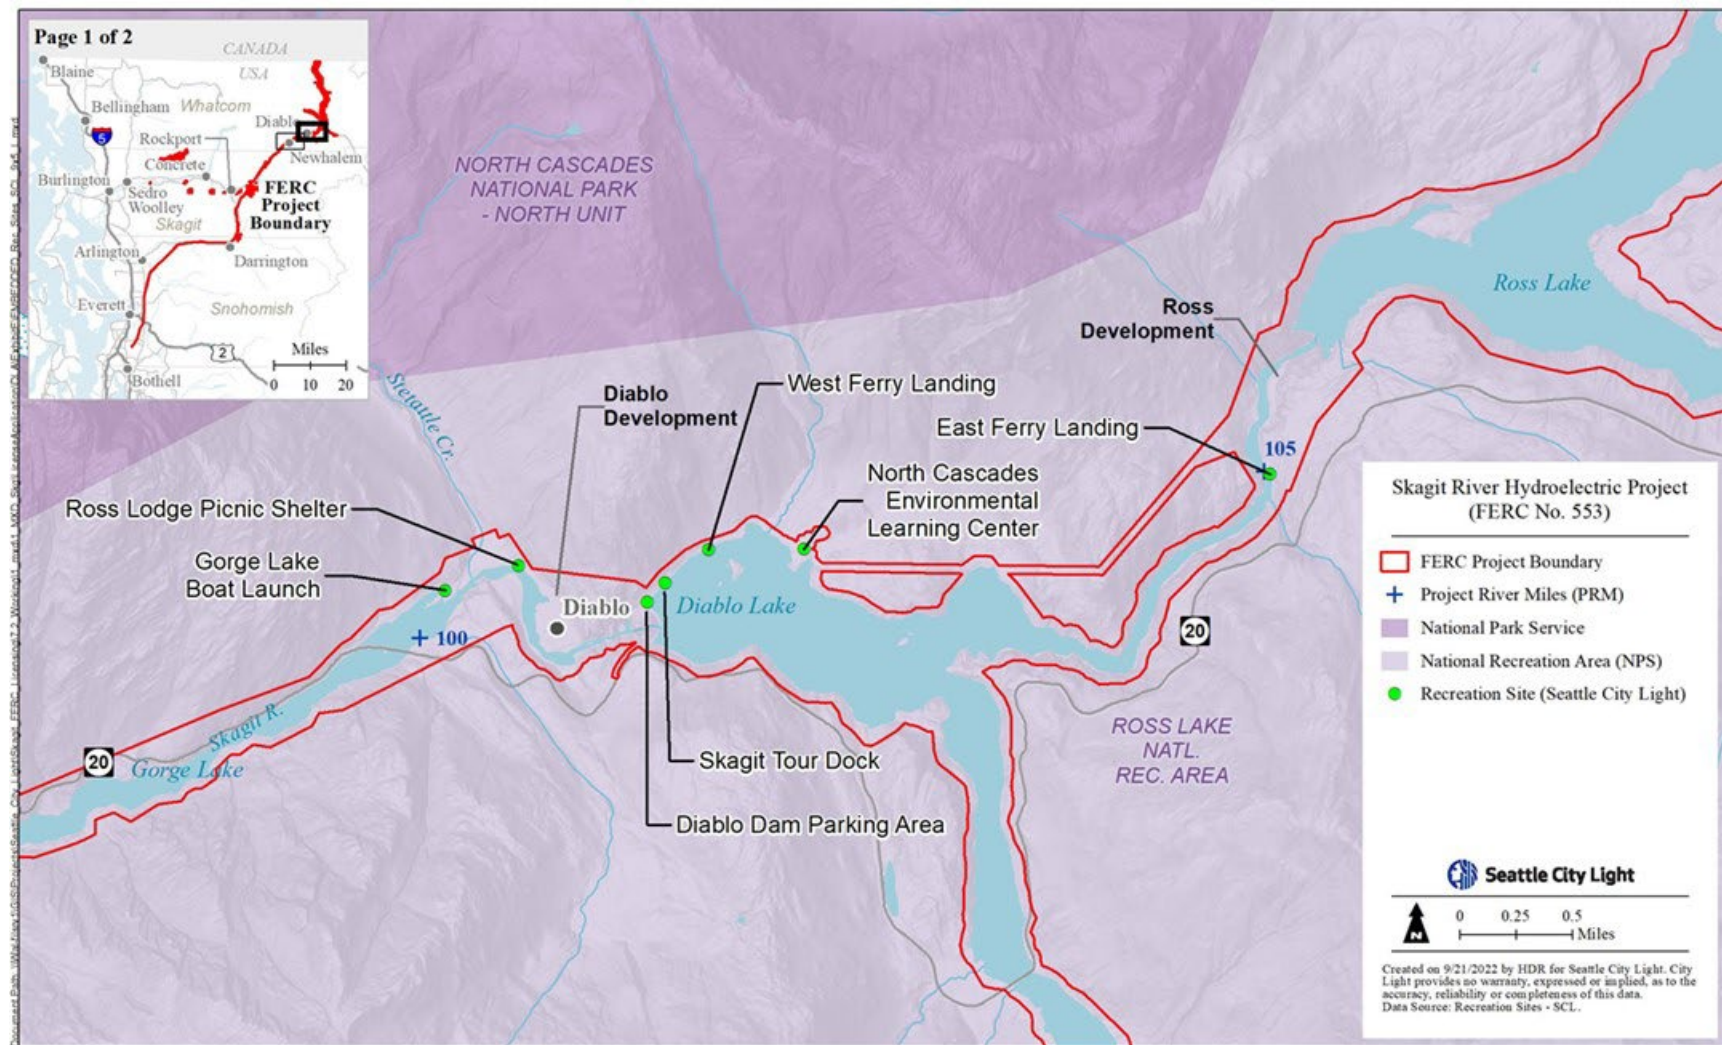 Page 1 of 2
CANADA
USA
Blaine
Bellingham
Whatcom
5
Rockport
Diablo
Newhalem
Concrete
Burlington
Sedro
Woolley
Skagit
FERC
Project
Boundary
Arlington
Darrington
Everett
Snohomish
2
Bothell
Miles
0 10 20
NORTH CASCADES
NATIONAL PARK
- NORTH UNIT
Ross Lake
Ross
Development
Stetattle Cr.
Diablo
Development
West Ferry Landing
East Ferry Landing
105
North Cascades
Environmental
Learning Center
Ross Lodge Picnic Shelter
Gorge Lake
Boat Launch
Diablo
Diablo Lake
100
20
Skagit R.
20
Gorge Lake
Skagit Tour Dock
Diablo Dam Parking Area
ROSS LAKE
NATL.
REC. AREA
Skagit River Hydroelectric Project
(FERC No. 553)
FERC Project Boundary
Project River Miles (PRM)
National Park Service
National Recreation Area (NPS)
Recreation Site (Seattle City Light)
Seattle City Light
N
0 0.25 0.5
Miles
Created on 9/21/2022 by HDR for Seattle City Light. City
Light provides no warranty, expressed or implied, as to the
accuracy, reliability or completeness of this data.
Data Source: Recreation Sites - SCL.